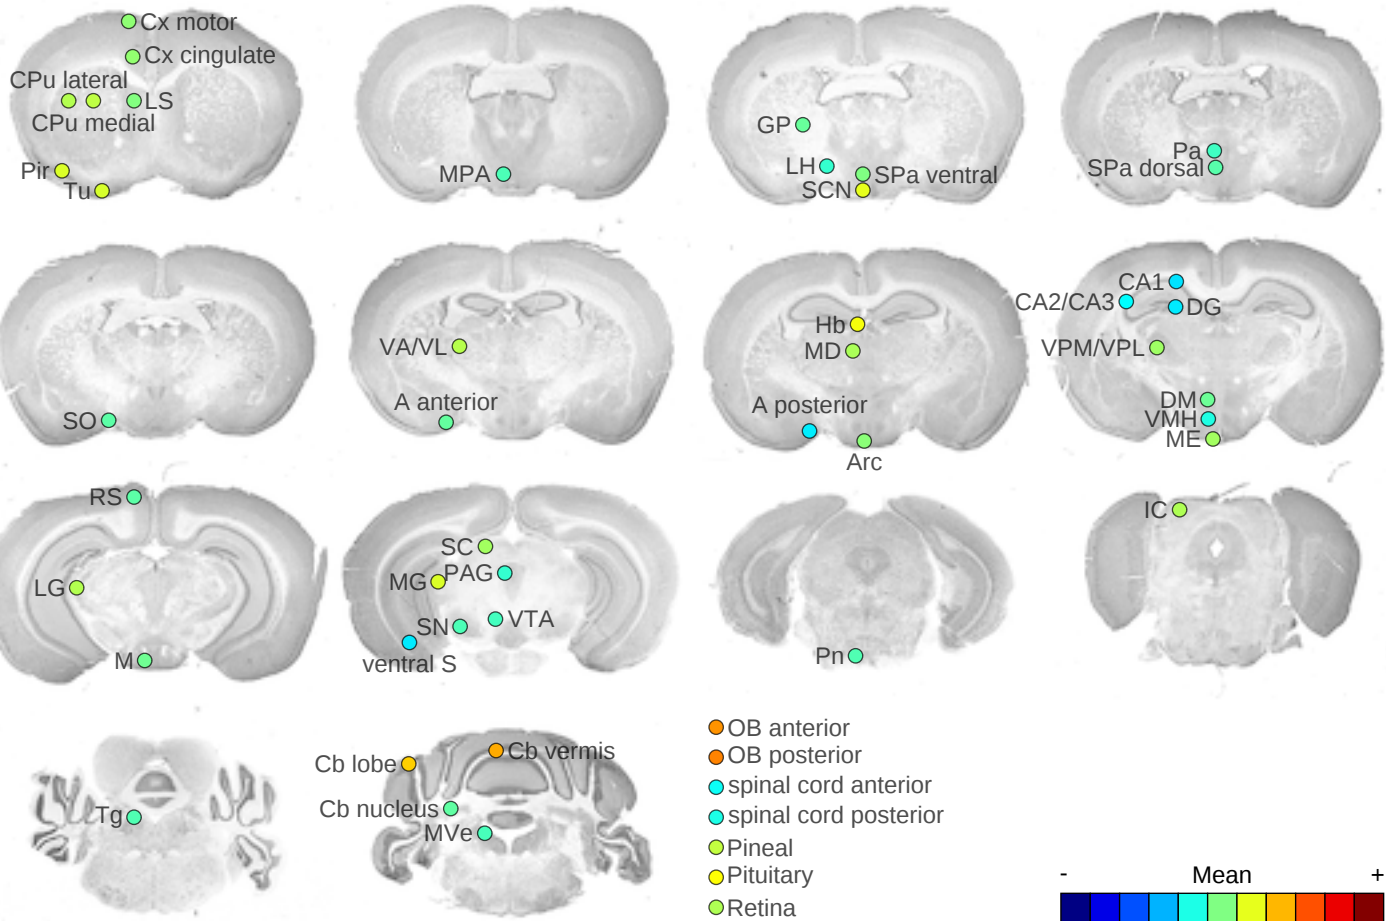 Cx motor
Cx cingulate
CPu lateral
LS
CPu medial
Pir
Tu
MPA
GP
LH
SPa ventral
SCN
Pa
SPa dorsal
SO
VA/VL
A anterior
Hb
MD
A posterior
Arc
CA1
CA2/CA3
DG
VPM/VPL
DM
VMH
ME
RS
LG
M
SC
PAG
MG
VTA
SN
ventral S
Pn
IC
Tg
Cb lobe
Cb vermis
Cb nucleus
MVe
OB anterior
OB posterior
spinal cord anterior
spinal cord posterior
Pineal
Pituitary
Retina
- Mean +